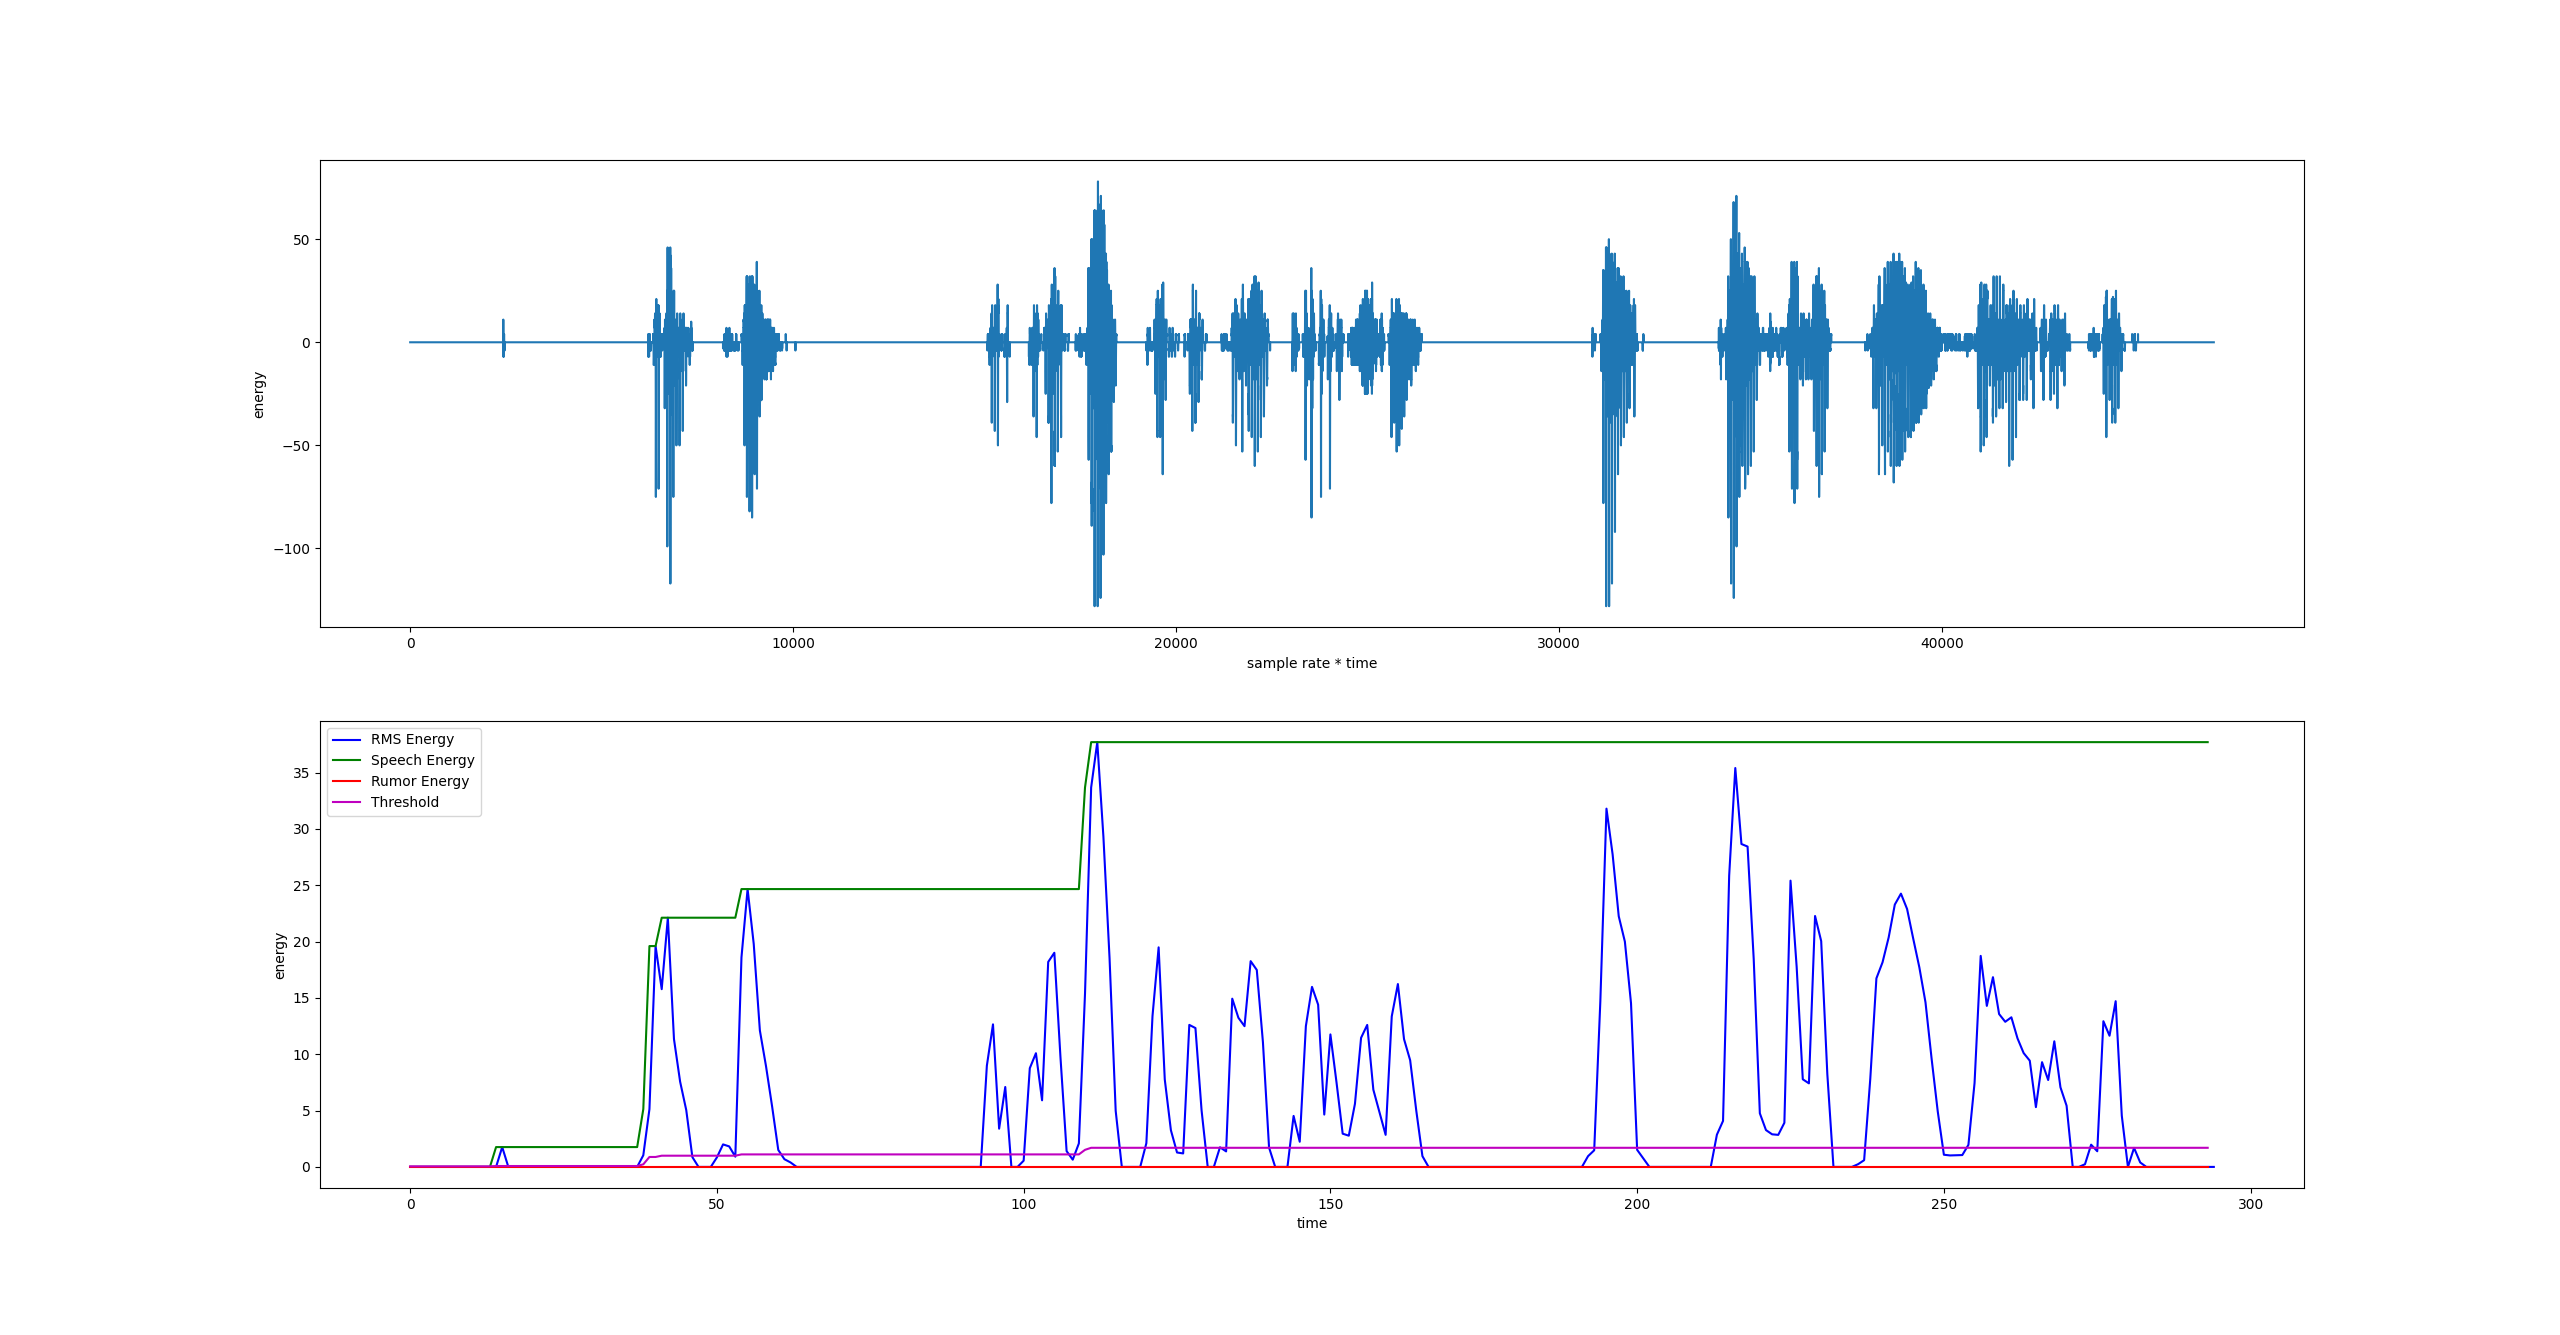 50
0
−50
−100
energy
0 10000 20000 30000 40000
sample rate * time
RMS Energy
Speech Energy
Rumor Energy
Threshold
35
30
25
20
15
10
5
0
energy
0 50 100 150 200 250 300
time